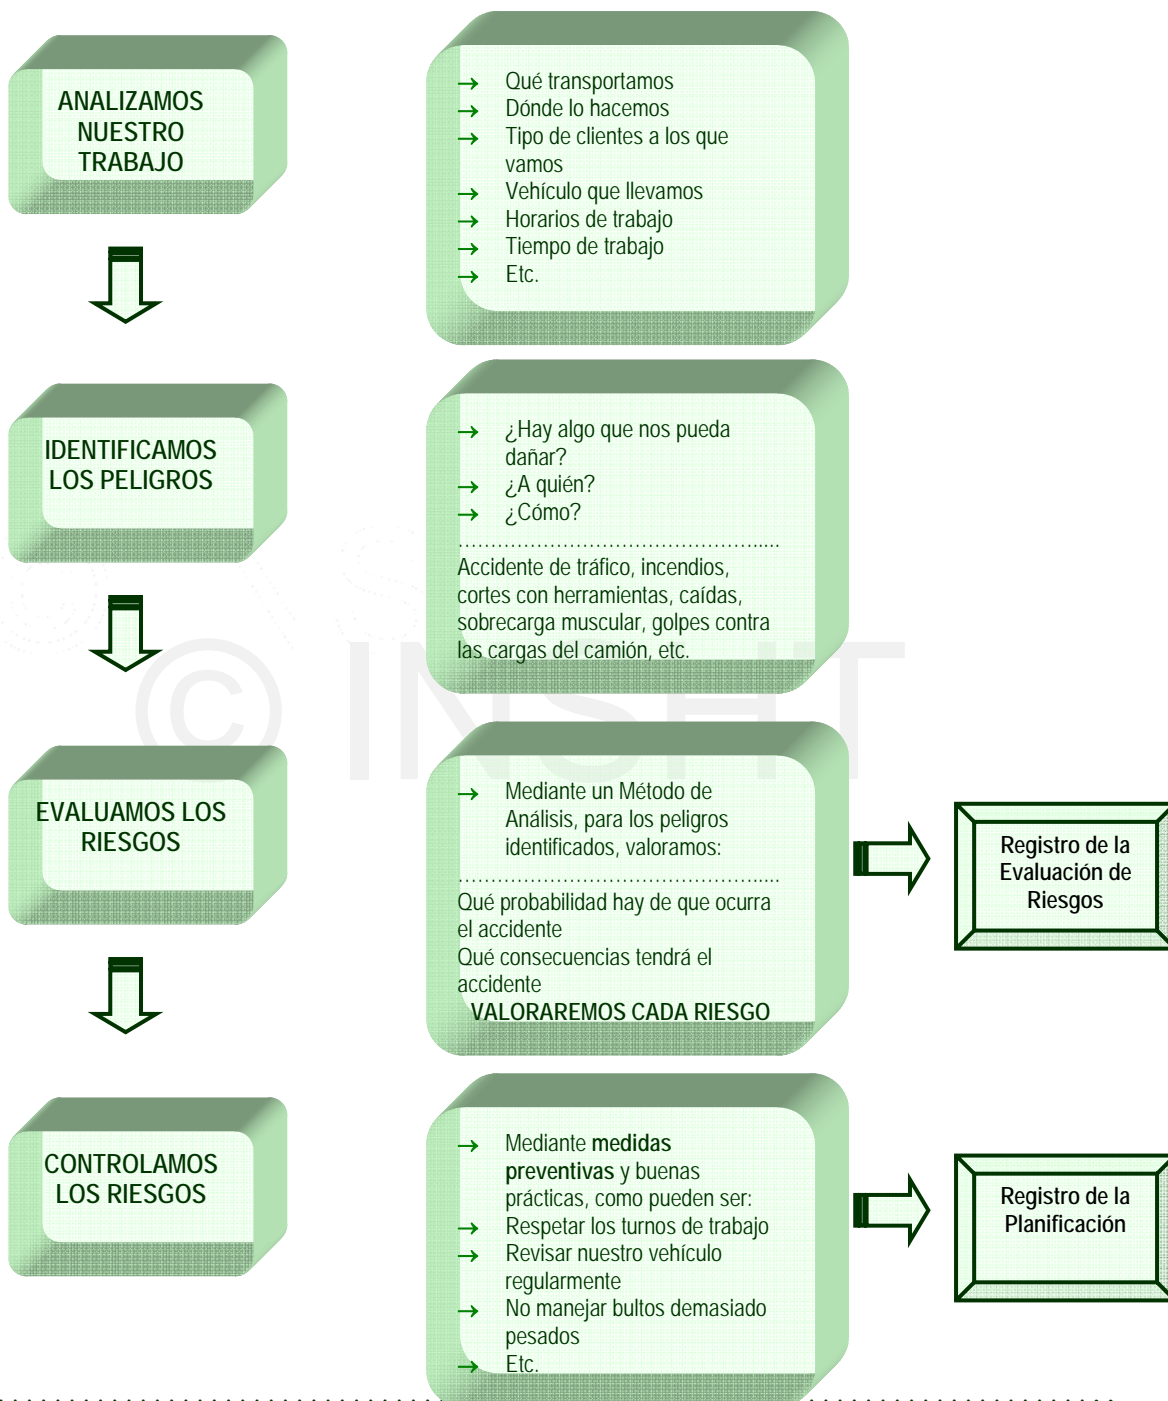 ANALIZAMOS
NUESTRO
TRABAJO
→ Qué transportamos
→ Dónde lo hacemos
→ Tipo de clientes a los que
vamos
→ Vehículo que llevamos
→ Horarios de trabajo
→ Tiempo de trabajo
→ Etc.
IDENTIFICAMOS
LOS PELIGROS
→ ¿Hay algo que nos pueda
dañar?
→ ¿A quién?
→ ¿Cómo?
Accidente de tráfico, incendios,
cortes con herramientas, caídas,
sobrecarga muscular, golpes contra
las cargas del camión, etc.
© INSHT
EVALUAMOS LOS
RIESGOS
→ Mediante un Método de
Análisis, para los peligros
identificados, valoramos:
Qué probabilidad hay de que ocurra
el accidente
Qué consecuencias tendrá el
accidente
VALORAREMOS CADA RIESGO
Registro de la
Evaluación de
Riesgos
CONTROLAMOS
LOS RIESGOS
→ Mediante medidas
preventivas y buenas
prácticas, como pueden ser:
→ Respetar los turnos de trabajo
→ Revisar nuestro vehículo
regularmente
→ No manejar bultos demasiado
pesados
→ Etc.
Registro de la
Planificación